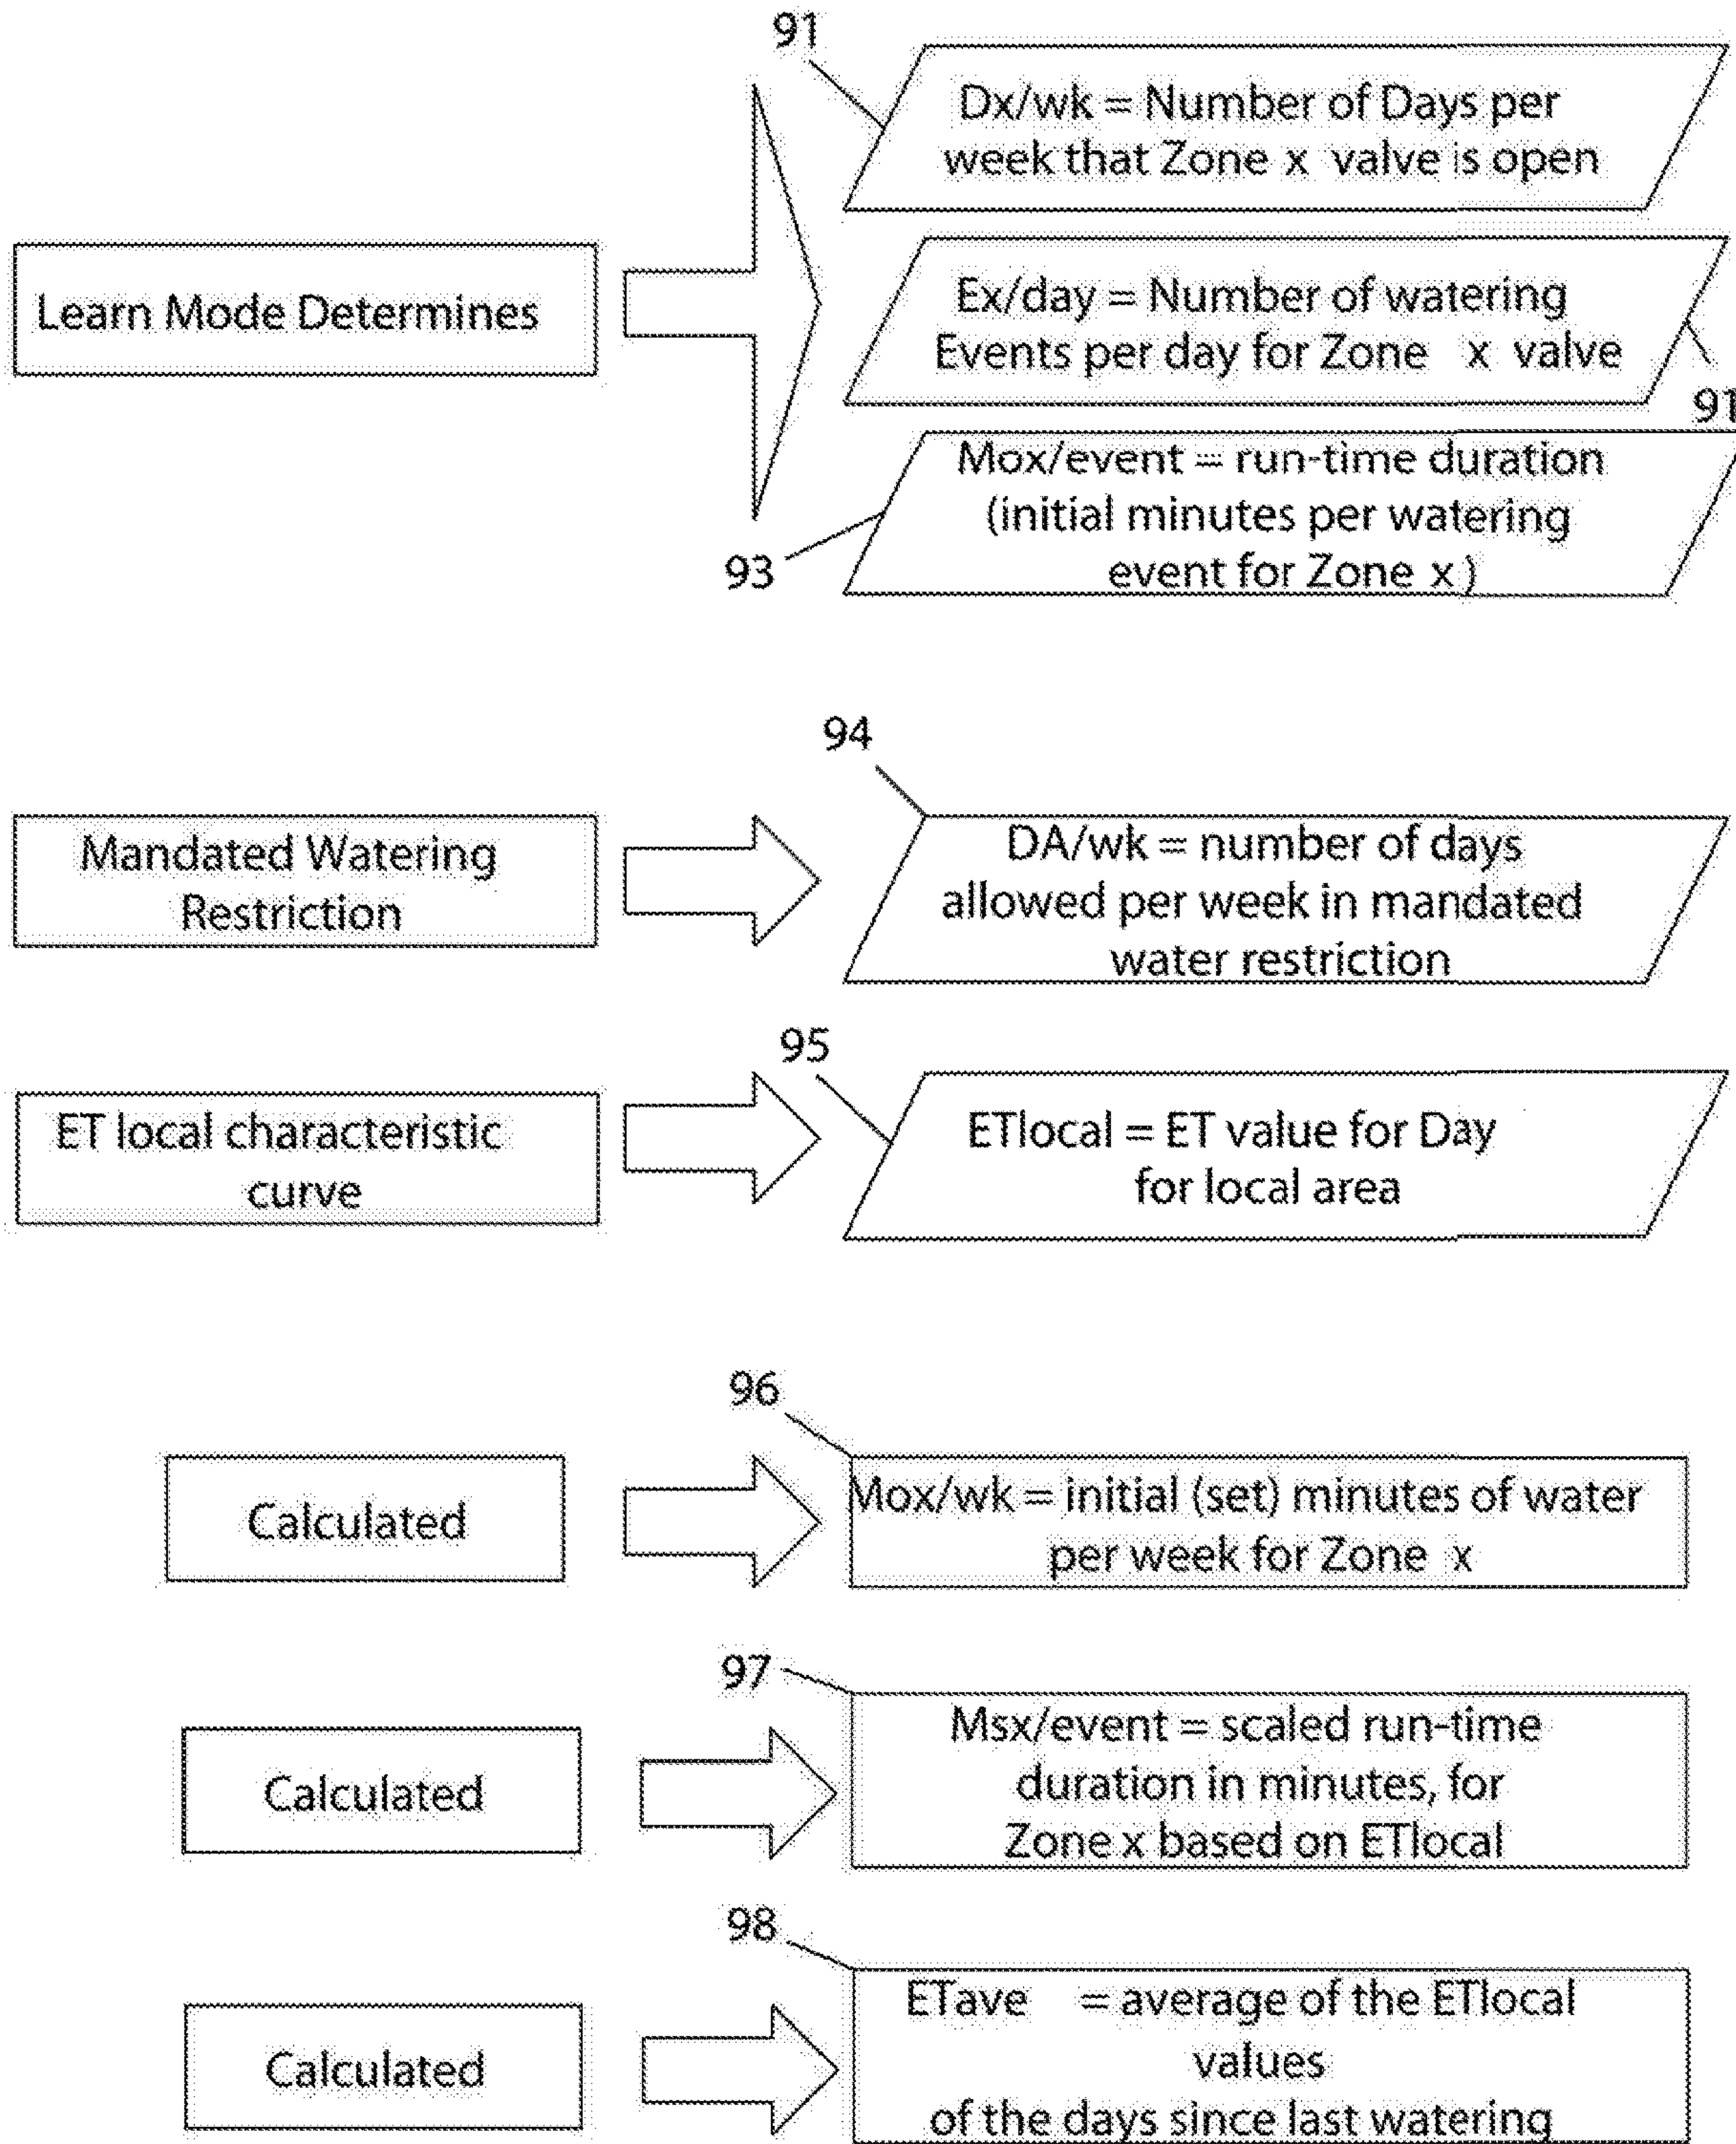 91
Dx/wk = Number of Days per
week that Zone x valve is open
Learn Mode Determines
Ex/day = Number of watering
Events per day for Zone x valve
91
Mox/event = run-time duration
(initial minutes per watering
event for Zone x )
93
94
Mandated Watering
Restriction
DA/wk = number of days
allowed per week in mandated
water restriction
95
ET local characteristic
curve
ETlocal = ET value for Day
for local area
96
Calculated
Mox/wk = initial (set) minutes of water
per week for Zone x
97
Calculated
Msx/event = scaled run-time
duration in minutes, for
Zone x based on ETlocal
98
Calculated
ETave = average of the ETlocal
values
of the days since last watering